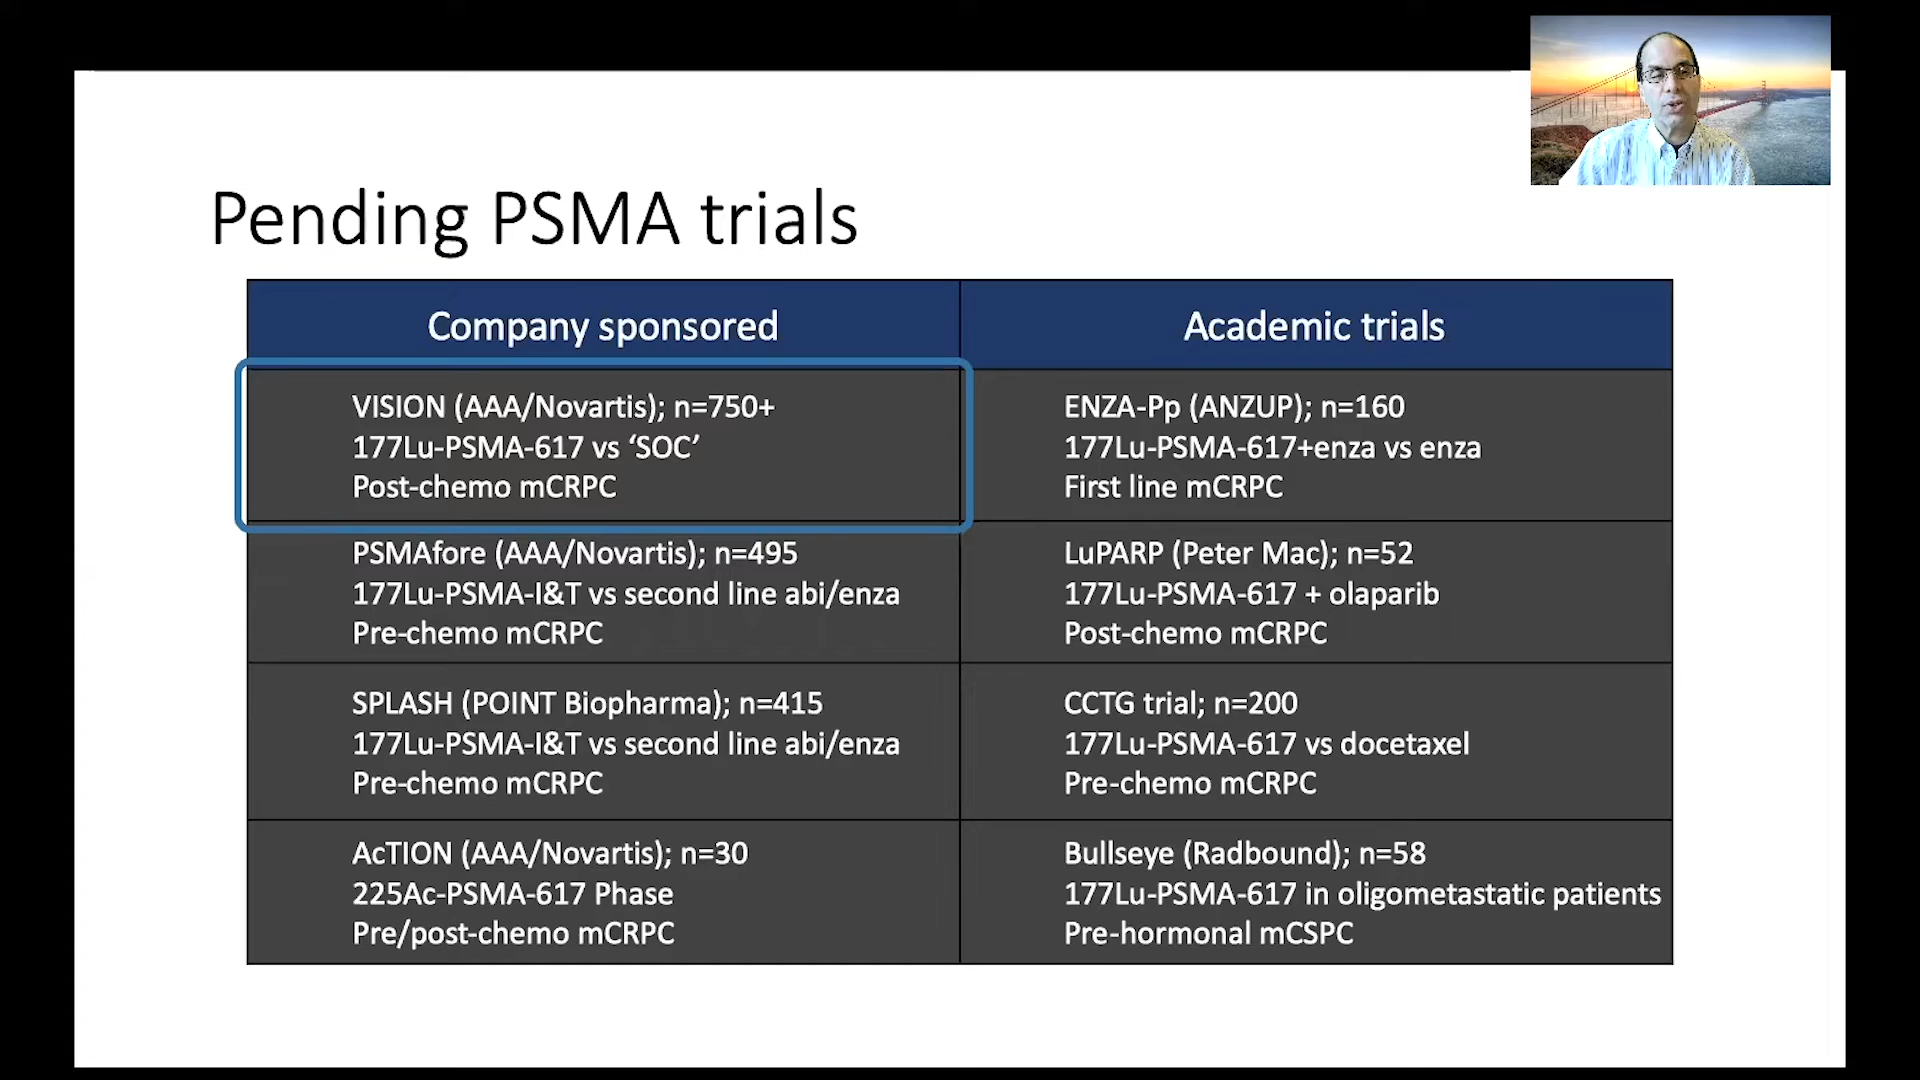 Pending PSMA trials
Company sponsored
Academic trials
VISION (AAA/Novartis); n=750+
177Lu-PSMA-617 vs ‘SOC’
Post-chemo mCRPC
ENZA-Pp (ANZUP); n=160
177Lu-PSMA-617+enza vs enza
First line mCRPC
PSMAfore (AAA/Novartis); n=495
177Lu-PSMA-I&T vs second line abi/enza
Pre-chemo mCRPC
LuPARP (Peter Mac); n=52
177Lu-PSMA-617 + olaparib
Post-chemo mCRPC
SPLASH (POINT Biopharma); n=415
177Lu-PSMA-I&T vs second line abi/enza
Pre-chemo mCRPC
CCTG trial; n=200
177Lu-PSMA-617 vs docetaxel
Pre-chemo mCRPC
AcTION (AAA/Novartis); n=30
225Ac-PSMA-617 Phase
Pre/post-chemo mCRPC
Bullseye (Radbound); n=58
177Lu-PSMA-617 in oligometastatic patients
Pre-hormonal mCSPC